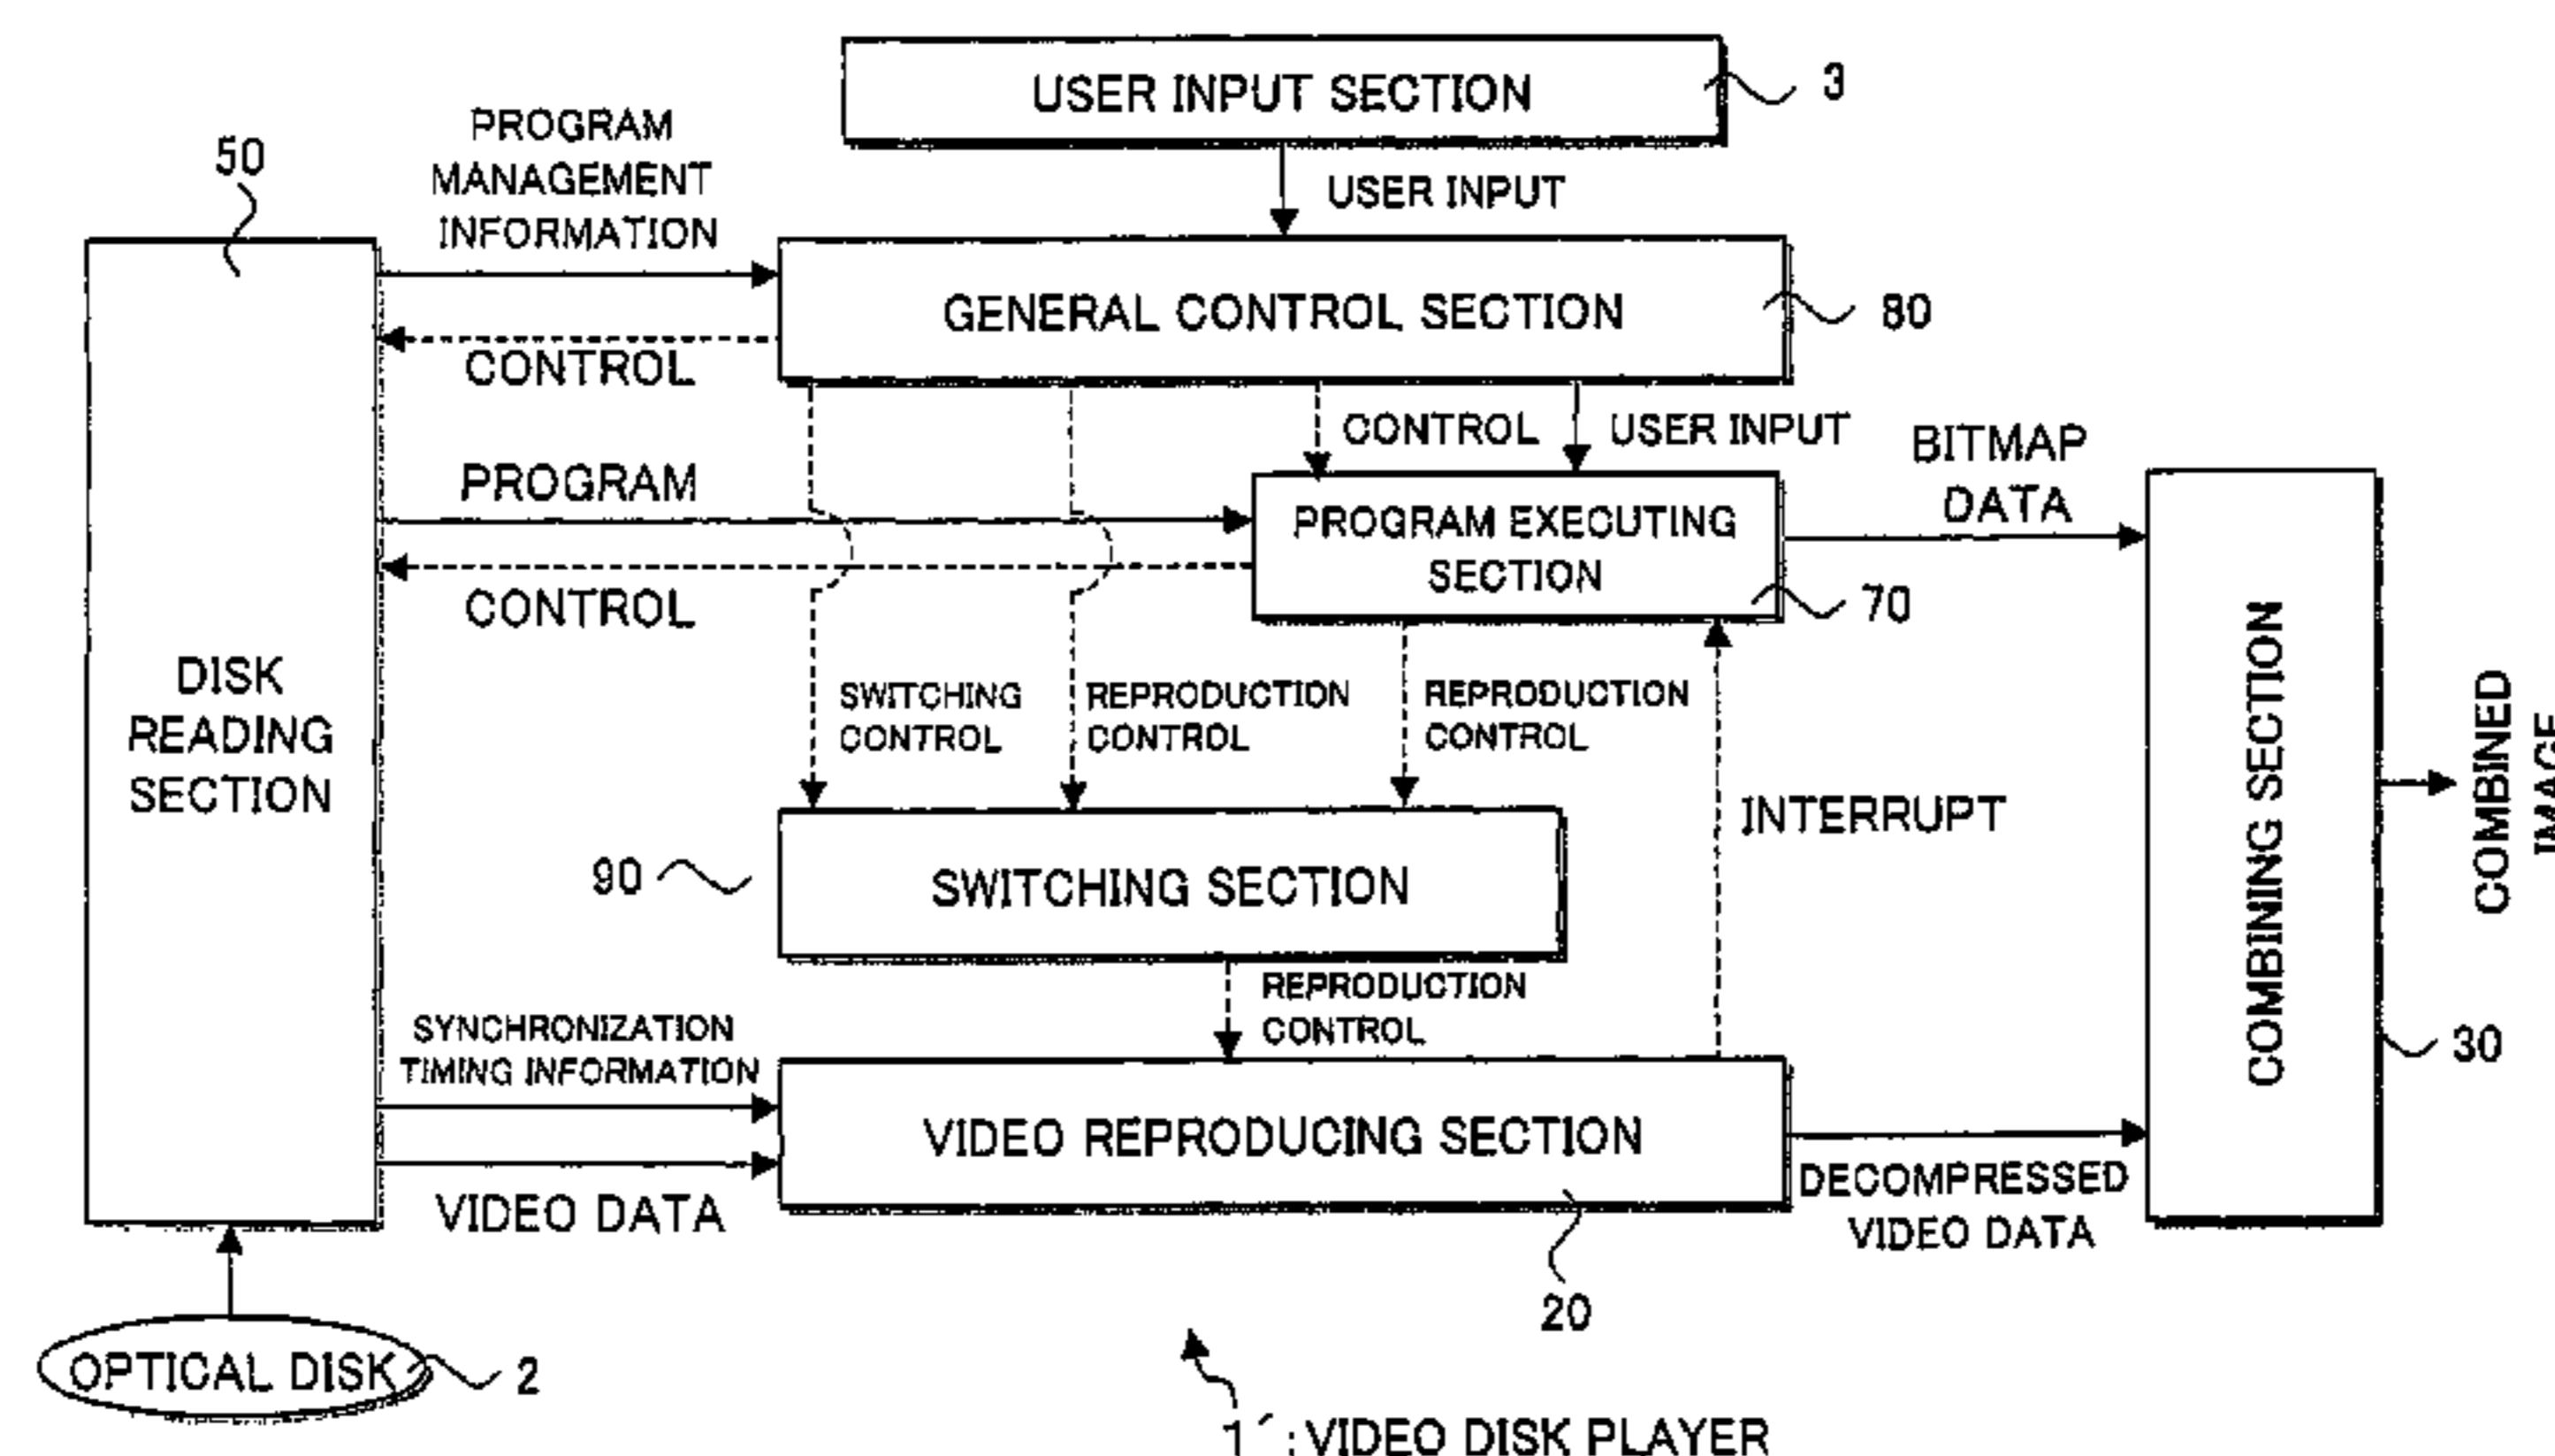 USER INPUT SECTION
3
PROGRAM
MANAGEMENT
INFORMATION
50
USER INPUT
GENERAL CONTROL SECTION
80
CONTROL
CONTROL
USER INPUT
BITMAP
DATA
PROGRAM
PROGRAM EXECUTING
SECTION
70
CONTROL
DISK
READING
SECTION
SWITCHING
CONTROL
REPRODUCTION
CONTROL
REPRODUCTION
CONTROL
INTERRUPT
COMBINING SECTION
COMBINED
IMAGE
90
SWITCHING SECTION
REPRODUCTION
CONTROL
30
SYNCHRONIZATION
TIMING INFORMATION
VIDEO REPRODUCING SECTION
VIDEO DATA
DECOMPRESSED
VIDEO DATA
20
OPTICAL DISK
2
1´: VIDEO DISK PLAYER